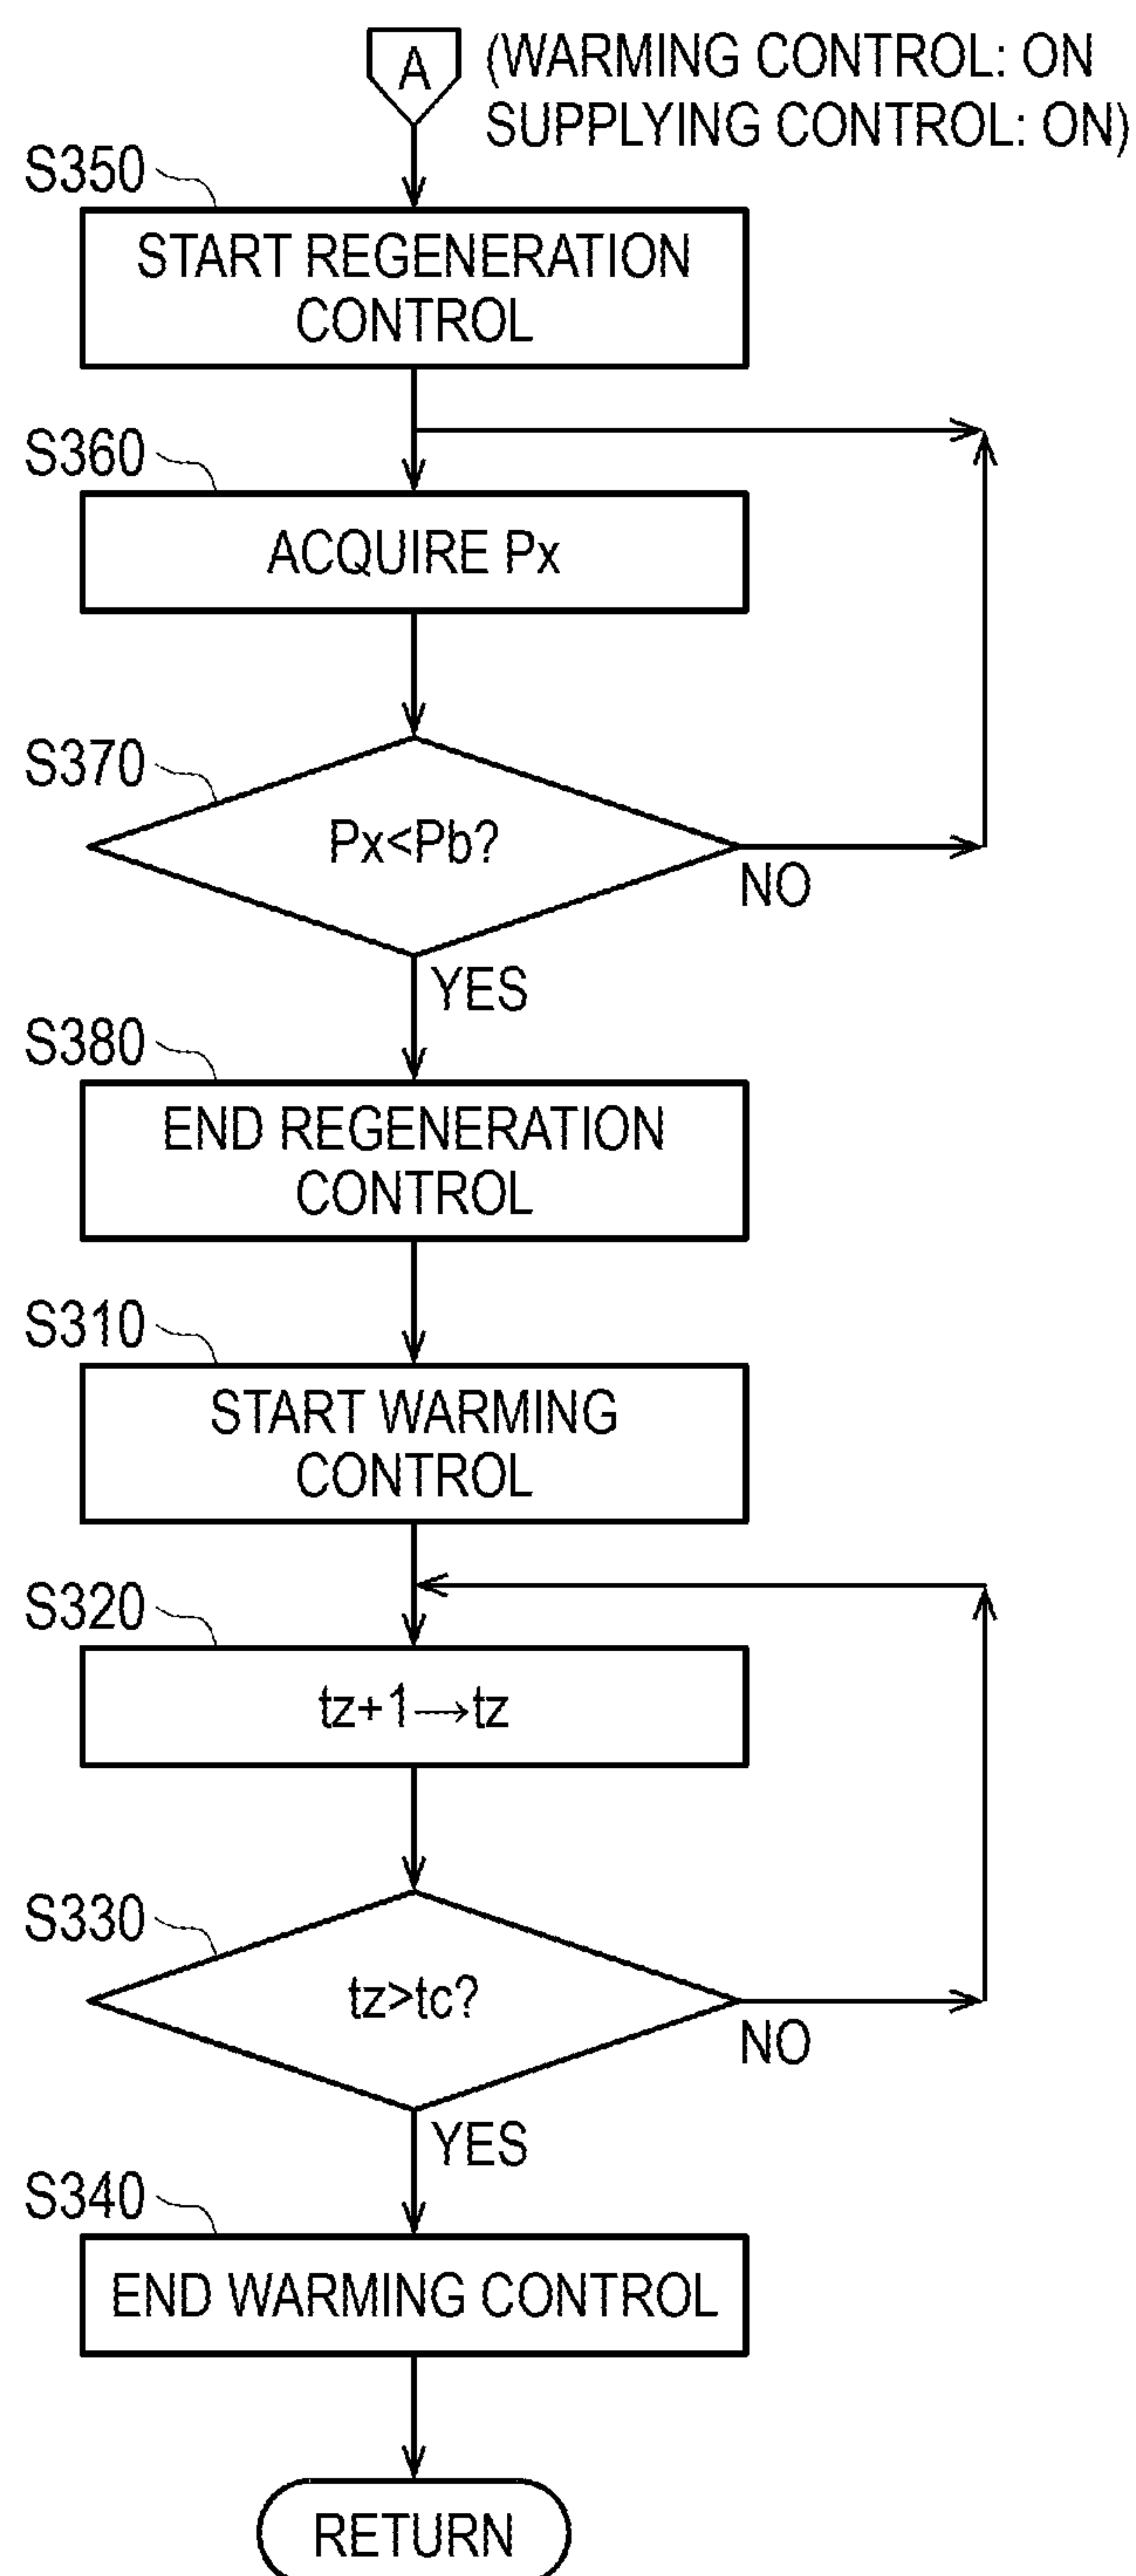 A
(WARMING CONTROL: ON
SUPPLYING CONTROL: ON)
S350
START REGENERATION
CONTROL
S360
ACQUIRE Px
S370
Px<Pb?
NO
YES
S380
END REGENERATION
CONTROL
S310
START WARMING
CONTROL
S320
tz+1→tz
S330
tz>tc?
NO
YES
S340
END WARMING CONTROL
RETURN